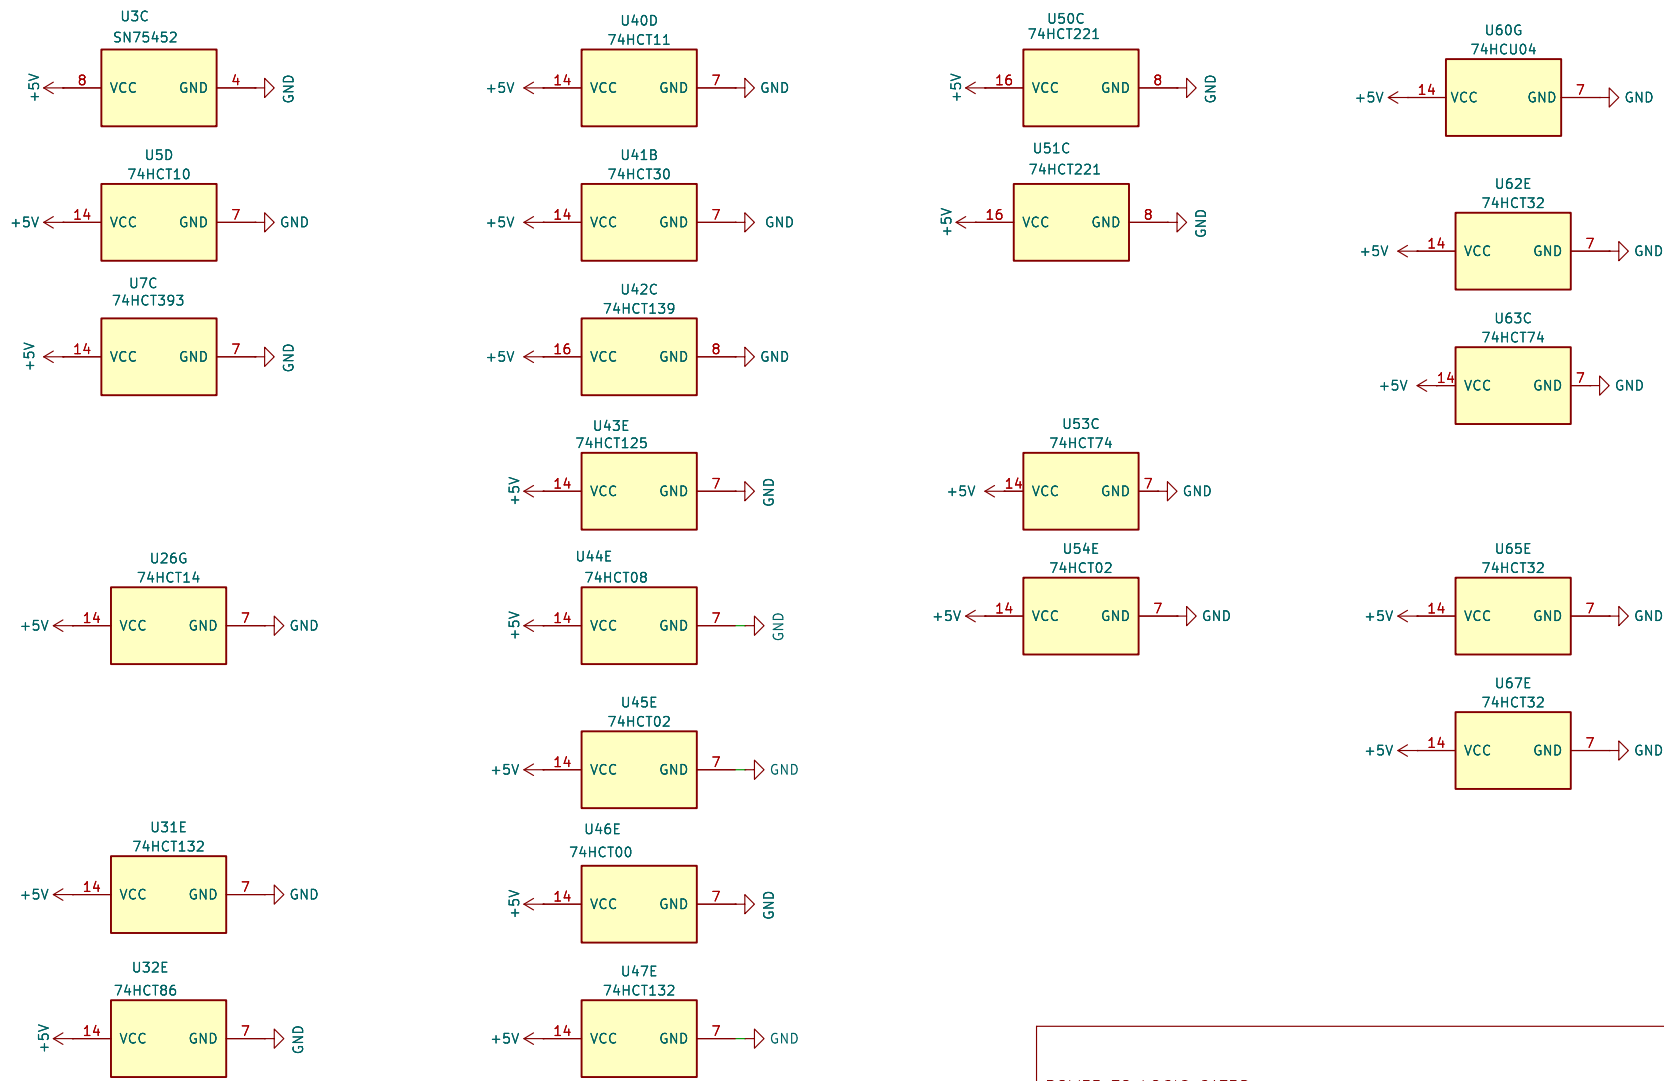 U3C
SN75452
+5V 8 VCC GND 4 GND
U5D
74HCT10
+5V 14 VCC GND 7 GND
U7C
74HCT393
+5V 14 VCC GND 7 GND
U26G
74HCT14
+5V 14 VCC GND 7 GND
U31E
74HCT132
+5V 14 VCC GND 7 GND
U32E
74HCT86
+5V 14 VCC GND 7 GND
U40D
74HCT11
+5V 14 VCC GND 7 GND
U41B
74HCT30
+5V 14 VCC GND 7 GND
U42C
74HCT139
+5V 16 VCC GND 8 GND
U43E
74HCT125
+5V 14 VCC GND 7 GND
U44E
74HCT08
+5V 14 VCC GND 7 GND
U45E
74HCT02
+5V 14 VCC GND 7 GND
U46E
74HCT00
+5V 14 VCC GND 7 GND
U47E
74HCT132
+5V 14 VCC GND 7 GND
U50C
74HCT221
+5V 16 VCC GND 8 GND
U51C
74HCT221
+5V 16 VCC GND 8 GND
U53C
74HCT74
+5V 14 VCC GND 7 GND
U54E
74HCT02
+5V 14 VCC GND 7 GND
U60G
74HCU04
+5V 14 VCC GND 7 GND
U62E
74HCT32
+5V 14 VCC GND 7 GND
U63C
74HCT74
+5V 14 VCC GND 7 GND
U65E
74HCT32
+5V 14 VCC GND 7 GND
U67E
74HCT32
+5V 14 VCC GND 7 GND